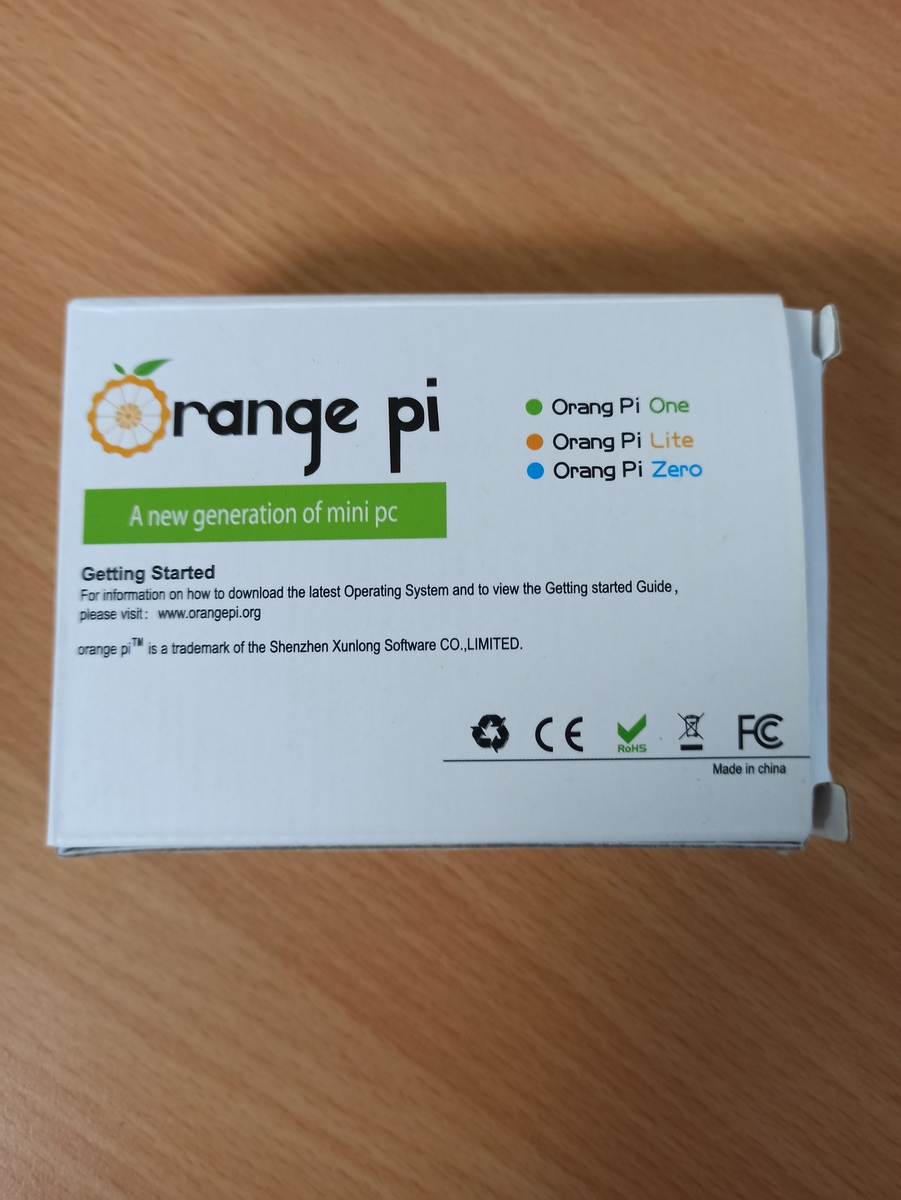 Orange pi
Orang Pi One
Orang Pi Lite
Orang Pi Zero
A new generation of mini pc
Getting Started
For information on how to download the latest Operating System and to view the Getting started Guide,
please visit: www.orangepi.org
orange pi™ is a trademark of the Shenzhen Xunlong Software CO.,LIMITED.
CE RoHS FC
Made in china